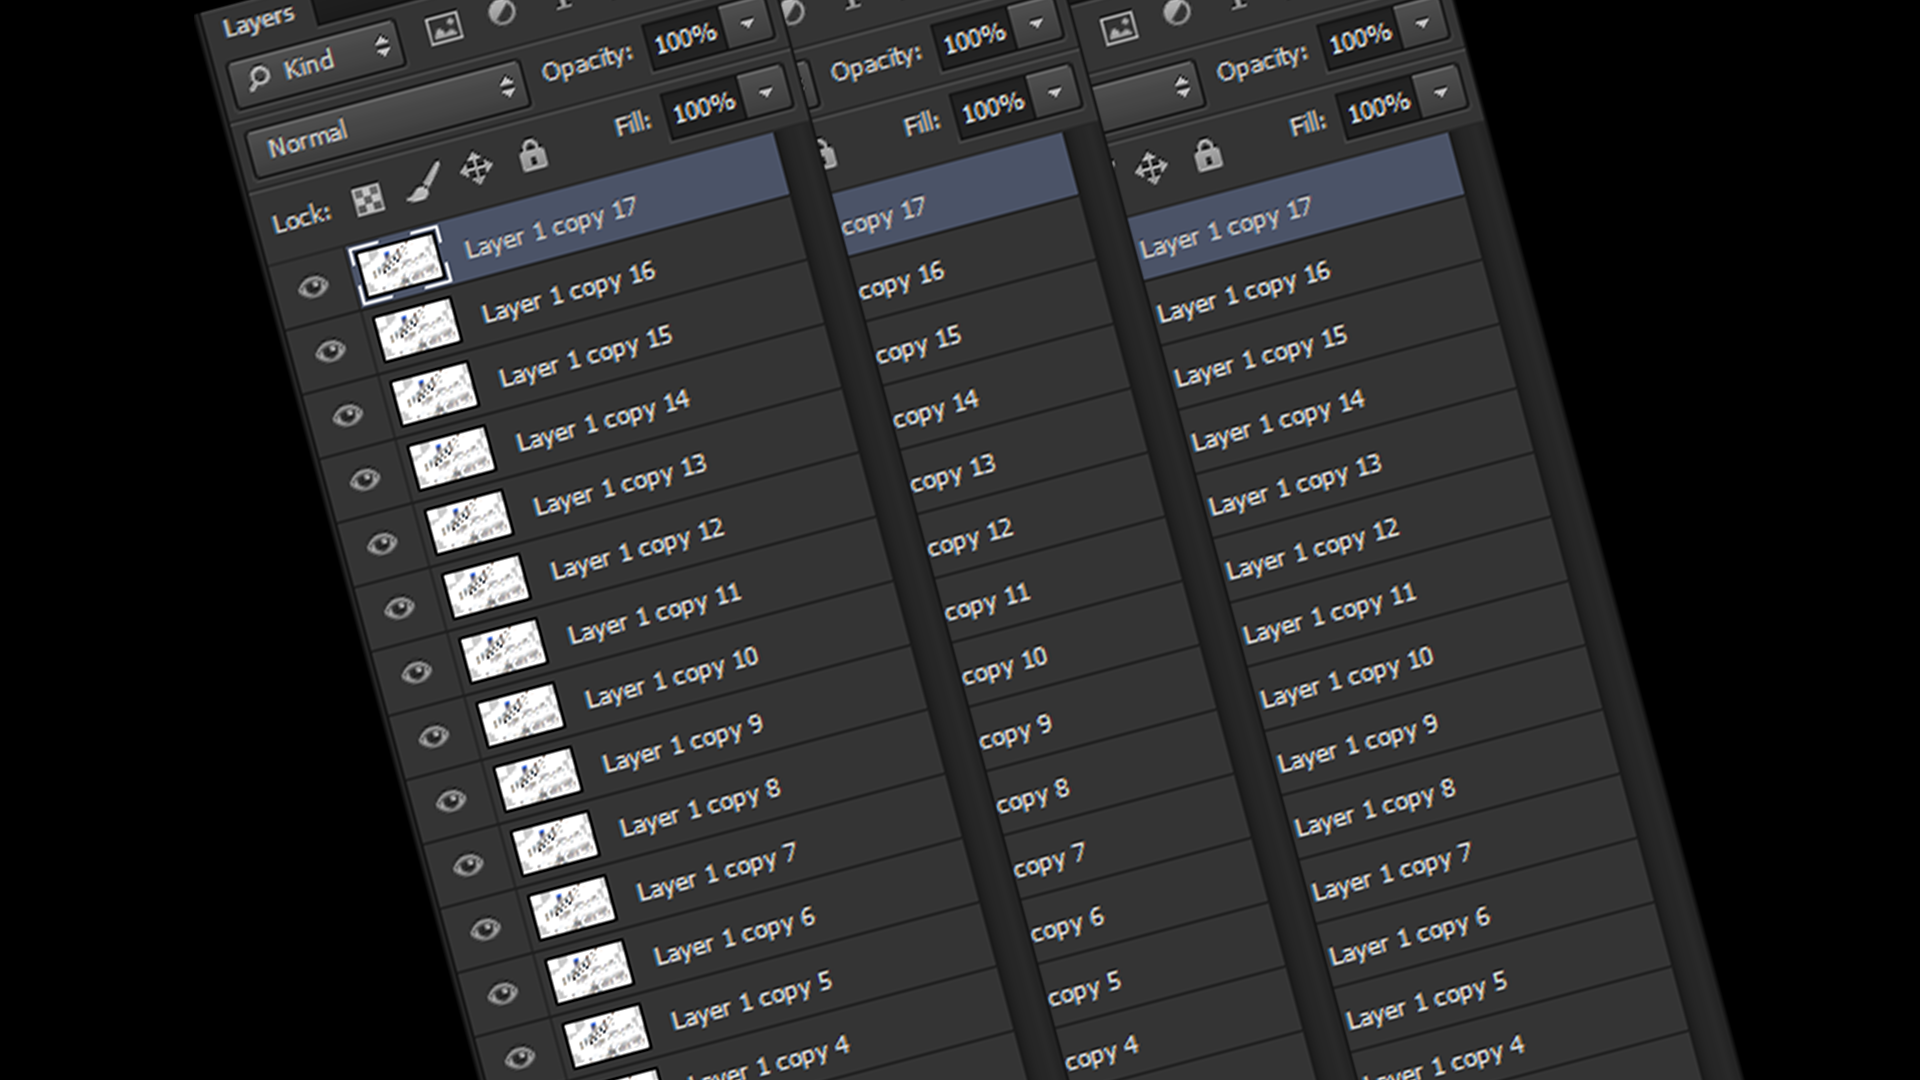 Layers
Kind
Normal
Opacity: 100%
Lock:
Fill: 100%
Layer 1 copy 17
Layer 1 copy 16
Layer 1 copy 15
Layer 1 copy 14
Layer 1 copy 13
Layer 1 copy 12
Layer 1 copy 11
Layer 1 copy 10
Layer 1 copy 9
Layer 1 copy 8
Layer 1 copy 7
Layer 1 copy 6
Layer 1 copy 5
Layer 1 copy 4
Opacity: 100%
Fill: 100%
copy 17
copy 16
copy 15
copy 14
copy 13
copy 12
copy 11
copy 10
copy 9
copy 8
copy 7
copy 6
copy 5
copy 4
Opacity: 100%
Fill: 100%
Layer 1 copy 17
Layer 1 copy 16
Layer 1 copy 15
Layer 1 copy 14
Layer 1 copy 13
Layer 1 copy 12
Layer 1 copy 11
Layer 1 copy 10
Layer 1 copy 9
Layer 1 copy 8
Layer 1 copy 7
Layer 1 copy 6
Layer 1 copy 5
Layer 1 copy 4